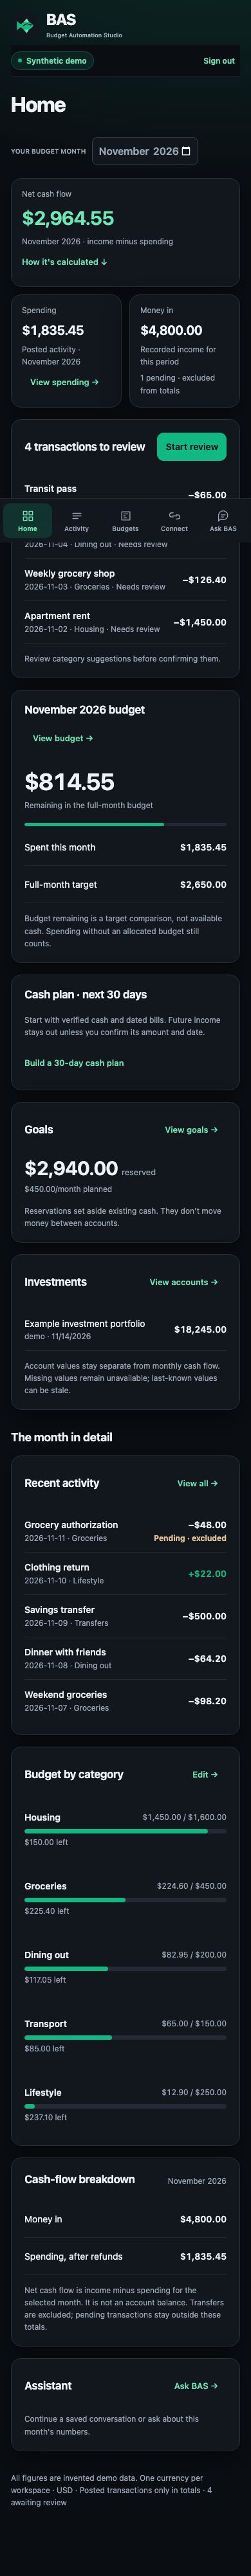 BAS
Budget Automation Studio
Synthetic demo
Sign out
Home
YOUR BUDGET MONTH
November 2026
Net cash flow
$2,964.55
November 2026 · income minus spending
How it's calculated ↓
Spending
$1,835.45
Posted activity ·
November 2026
View spending →
Money in
$4,800.00
Recorded income for
this period
1 pending · excluded
from totals
4 transactions to review
Start review
Transit pass
−$65.00
Home
Activity
Budgets
Connect
Ask BAS
2026-11-04 · Dining out · Needs review
Weekly grocery shop
2026-11-03 · Groceries · Needs review
−$126.40
Apartment rent
2026-11-02 · Housing · Needs review
−$1,450.00
Review category suggestions before confirming them.
November 2026 budget
View budget →
$814.55
Remaining in the full-month budget
Spent this month
$1,835.45
Full-month target
$2,650.00
Budget remaining is a target comparison, not available
cash. Spending without an allocated budget still
counts.
Cash plan · next 30 days
Start with verified cash and dated bills. Future income
stays out unless you confirm its amount and date.
Build a 30-day cash plan
Goals
View goals →
$2,940.00 reserved
$450.00/month planned
Reservations set aside existing cash. They don't move
money between accounts.
Investments
View accounts →
Example investment portfolio
demo · 11/14/2026
$18,245.00
Account values stay separate from monthly cash flow.
Missing values remain unavailable; last-known values
can be stale.
The month in detail
Recent activity
View all →
Grocery authorization
2026-11-11 · Groceries
−$48.00
Pending · excluded
Clothing return
2026-11-10 · Lifestyle
+$22.00
Savings transfer
2026-11-09 · Transfers
−$500.00
Dinner with friends
2026-11-08 · Dining out
−$64.20
Weekend groceries
2026-11-07 · Groceries
−$98.20
Budget by category
Edit →
Housing
$1,450.00 / $1,600.00
$150.00 left
Groceries
$224.60 / $450.00
$225.40 left
Dining out
$82.95 / $200.00
$117.05 left
Transport
$65.00 / $150.00
$85.00 left
Lifestyle
$12.90 / $250.00
$237.10 left
Cash-flow breakdown
November 2026
Money in
$4,800.00
Spending, after refunds
$1,835.45
Net cash flow is income minus spending for the
selected month. It is not an account balance. Transfers
are excluded; pending transactions stay outside these
totals.
Assistant
Ask BAS →
Continue a saved conversation or ask about this
month's numbers.
All figures are invented demo data. One currency per
workspace · USD · Posted transactions only in totals · 4
awaiting review